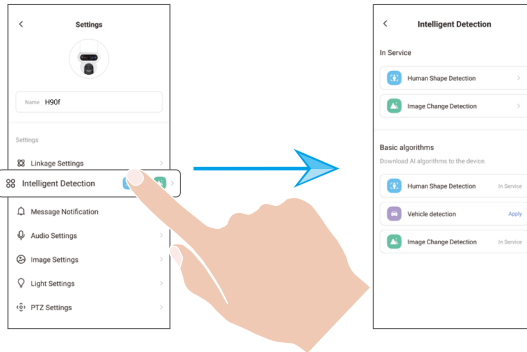 Settings
Name H90f
Settings
Linkage Settings
Intelligent Detection
Message Notification
Audio Settings
Image Settings
Light Settings
PTZ Settings
Intelligent Detection
In Service
Human Shape Detection
Image Change Detection
Basic algorithms
Download AI algorithms to the device.
Human Shape Detection In Service
Vehicle detection Apply
Image Change Detection In Service